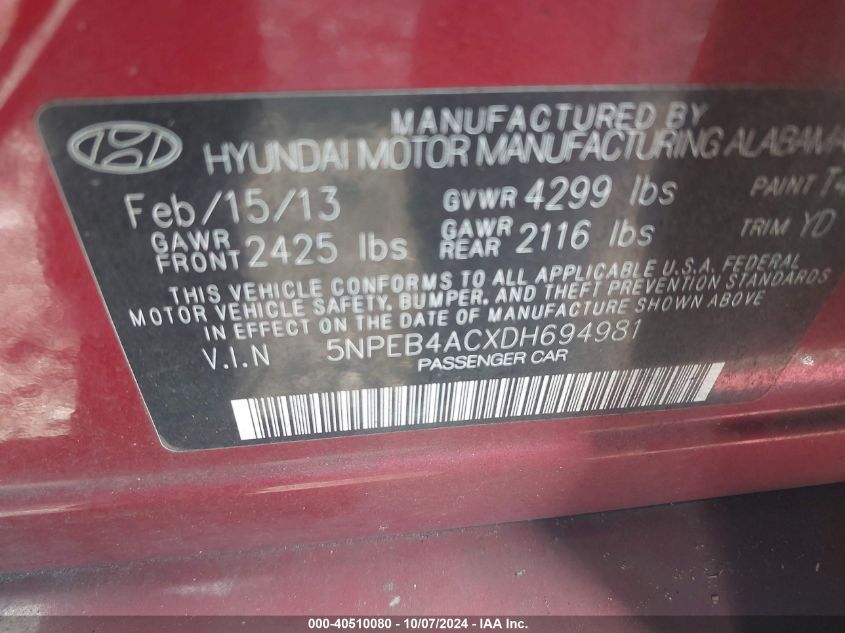 MANUFACTURED BY
HYUNDAI MOTOR MANUFACTURING ALABAMA
Feb/15/13 GVWR 4299 lbs PAINT
GAWR FRONT 2425 lbs GAWR REAR 2116 lbs TRIM YD
THIS VEHICLE CONFORMS TO ALL APPLICABLE U.S.A. FEDERAL
MOTOR VEHICLE SAFETY, BUMPER, AND THEFT PREVENTION STANDARDS
IN EFFECT ON THE DATE OF MANUFACTURE SHOWN ABOVE
V.I.N 5NPEB4ACXDH694981
PASSENGER CAR
000-40510080 - 10/07/2024 - IAA Inc.